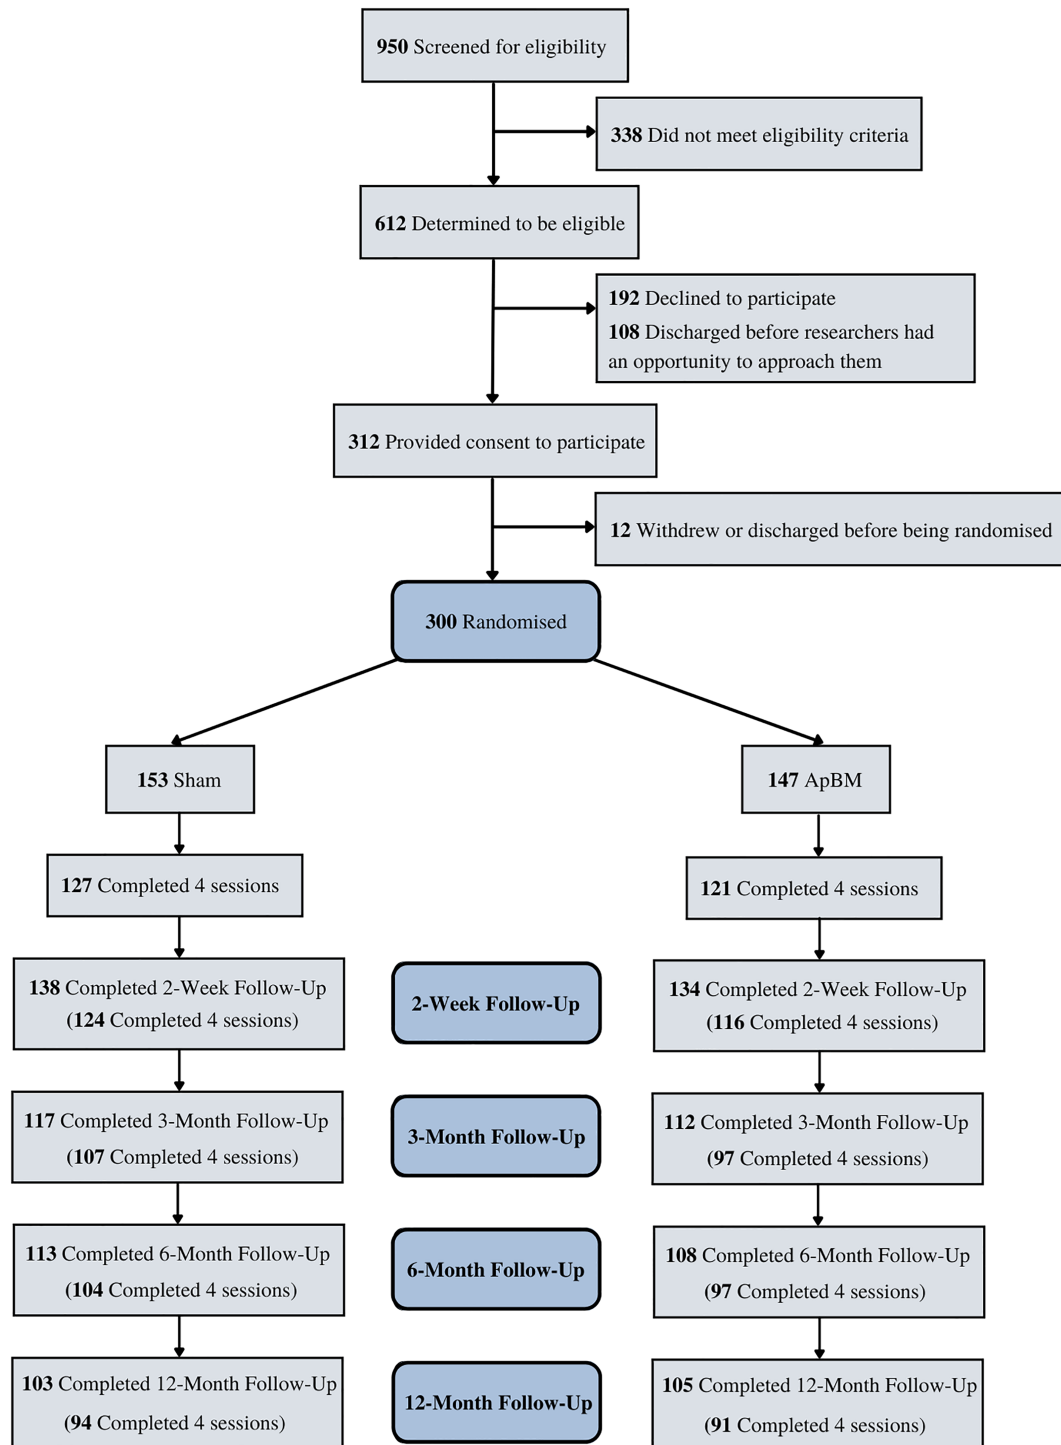 950 Screened for eligibility
338 Did not meet eligibility criteria
612 Determined to be eligible
192 Declined to participate
108 Discharged before researchers had
an opportunity to approach them
312 Provided consent to participate
12 Withdrew or discharged before being randomised
300 Randomised
153 Sham
147 ApBM
127 Completed 4 sessions
121 Completed 4 sessions
138 Completed 2-Week Follow-Up
(124 Completed 4 sessions)
2-Week Follow-Up
134 Completed 2-Week Follow-Up
(116 Completed 4 sessions)
117 Completed 3-Month Follow-Up
(107 Completed 4 sessions)
3-Month Follow-Up
112 Completed 3-Month Follow-Up
(97 Completed 4 sessions)
113 Completed 6-Month Follow-Up
(104 Completed 4 sessions)
6-Month Follow-Up
108 Completed 6-Month Follow-Up
(97 Completed 4 sessions)
103 Completed 12-Month Follow-Up
(94 Completed 4 sessions)
12-Month Follow-Up
105 Completed 12-Month Follow-Up
(91 Completed 4 sessions)